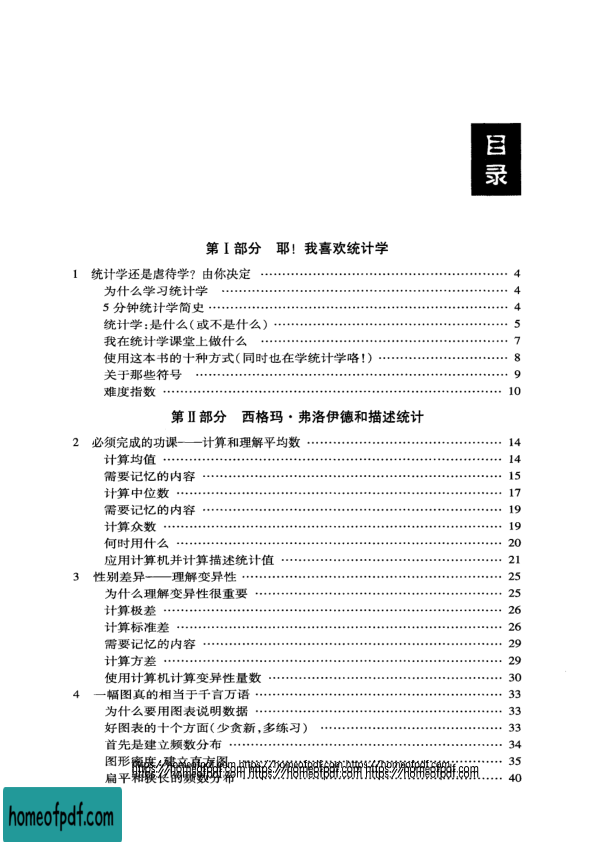 目
录
第Ⅰ部分 耶！我喜欢统计学
1 统计学还是虐待学？由你决定 …………………………………………… 4
为什么学习统计学 …………………………………………… 4
5 分钟统计学简史 …………………………………………… 4
统计学：是什么（或不是什么）…………………………………………… 5
我在统计学课堂上做什么 …………………………………………… 7
使用这本书的十种方式（同时也在学统计学咯！）…………………………… 8
关于那些符号 …………………………………………… 9
难度指数 …………………………………………… 10
第Ⅱ部分 西格玛·弗洛伊德和描述统计
2 必须完成的功课——计算和理解平均数 …………………………………… 14
计算均值 …………………………………………… 14
需要记忆的内容 …………………………………………… 15
计算中位数 …………………………………………… 17
需要记忆的内容 …………………………………………… 19
计算众数 …………………………………………… 19
何时用什么 …………………………………………… 20
应用计算机并计算描述统计值 …………………………………………… 21
3 性别差异——理解变异性 …………………………………………… 25
为什么理解变异性很重要 …………………………………………… 25
计算极差 …………………………………………… 26
计算标准差 …………………………………………… 26
需要记忆的内容 …………………………………………… 29
计算方差 …………………………………………… 29
使用计算机计算变异性量数 …………………………………………… 30
4 一幅图真的相当于千言万语 …………………………………………… 33
为什么要用图表说明数据 …………………………………………… 33
好图表的十个方面（少贪新，多练习） …………………………………… 33
首先是建立频数分布 …………………………………………… 34
图形密度：建立直方图 …………………………………………… 35
https://homeofpdf.com https://homeofpdf.com https://homeofpdf.com
扁平和狭长的频数分布 …………………………………………… 40
https://homeofpdf.com https://homeofpdf.com https://homeofpdf.com
homeofpdf.com